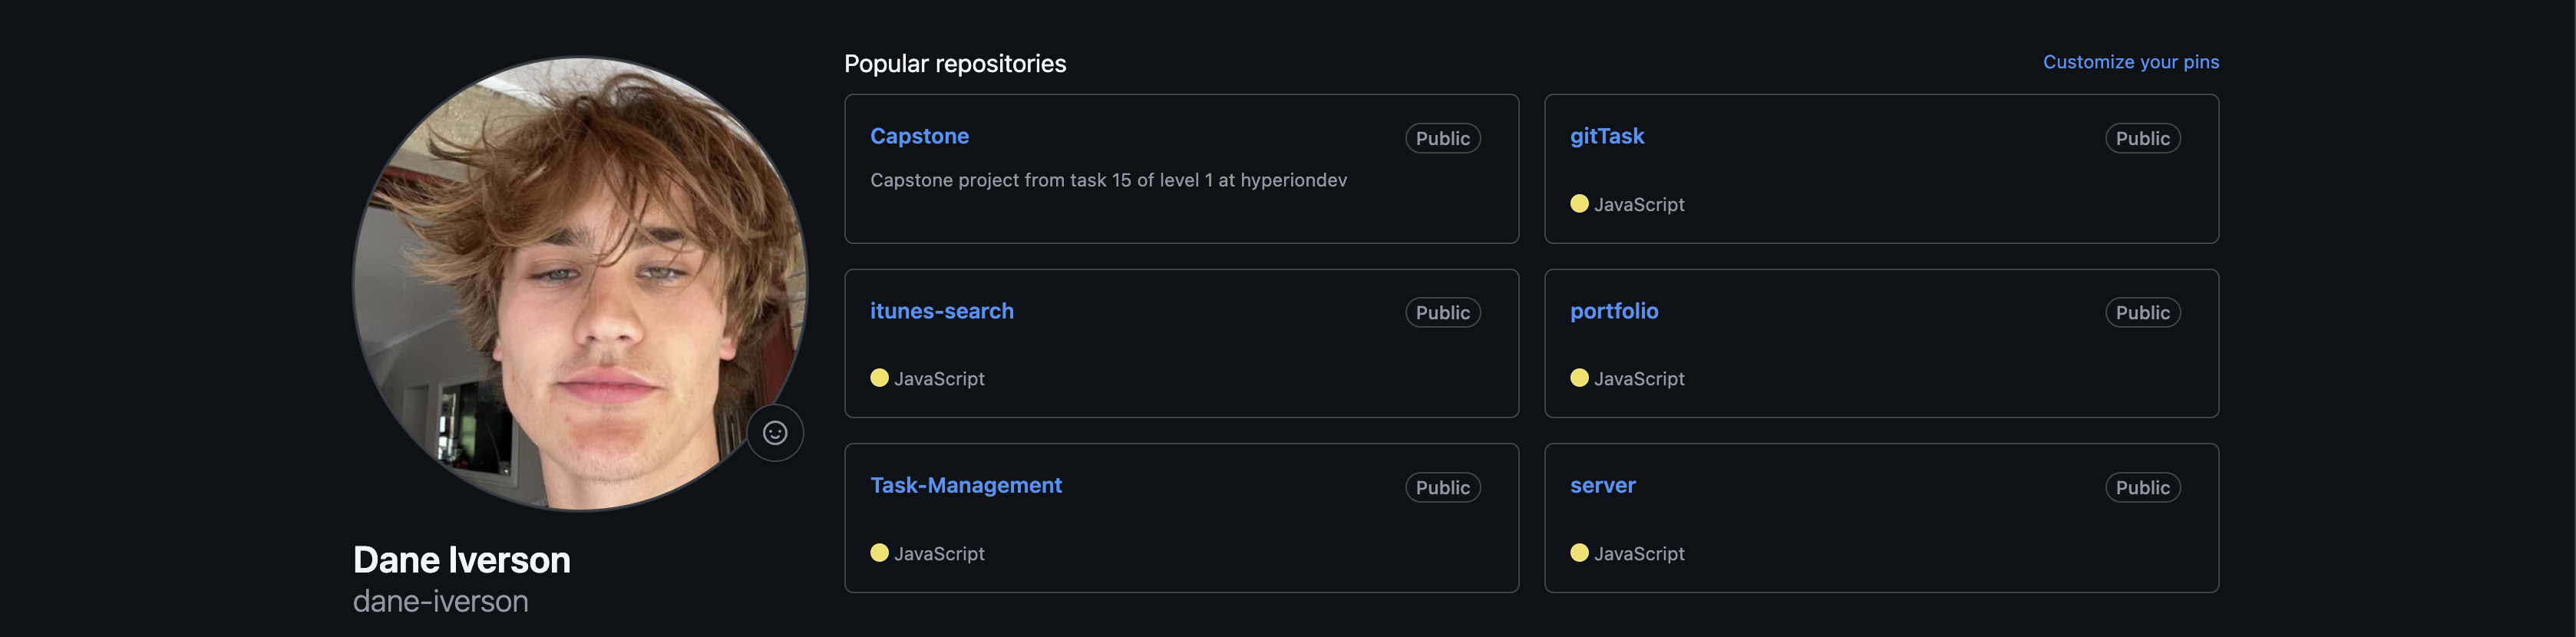 Popular repositories
Customize your pins
Capstone
Public
Capstone project from task 15 of level 1 at hyperiondev
gitTask
Public
JavaScript
itunes-search
Public
JavaScript
portfolio
Public
JavaScript
Task-Management
Public
JavaScript
server
Public
JavaScript
Dane Iverson
dane-iverson